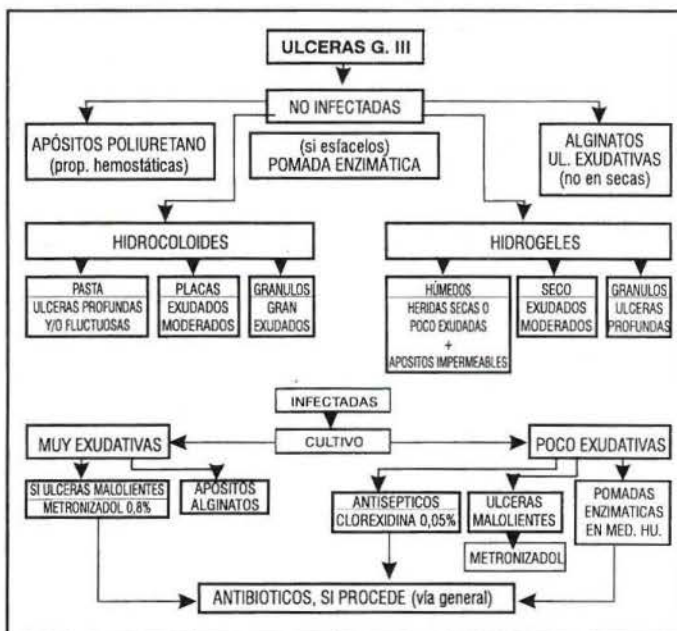 ULCERAS G. III
NO INFECTADAS
APÓSITOS POLIURETANO
(prop. hemostáticas)
(si esfacelos)
POMADA ENZIMÁTICA
ALGINATOS
UL. EXUDATIVAS
(no en secas)
HIDROCOLOIDES
PASTA
ULCERAS PROFUNDAS
Y/O FLUCTUOSAS
PLACAS
EXUDADOS
MODERADOS
GRANULOS
GRAN
EXUDADOS
HIDROGELES
HÚMEDOS
HERIDAS SECAS O
POCO EXUDADAS
+
APOSITOS IMPERMEABLES
SECO
EXUDADOS
MODERADOS
GRANULOS
ULCERAS
PROFUNDAS
INFECTADAS
CULTIVO
MUY EXUDATIVAS
SI ULCERAS MALOLIENTES
METRONIZADOL 0,8%
APÓSITOS
ALGINATOS
POCO EXUDATIVAS
ANTISEPTICOS
CLOREXIDINA 0,05%
ULCERAS
MALOLIENTES
METRONIZADOL
POMADAS
ENZIMATICAS
EN MED. HU.
ANTIBIOTICOS, SI PROCEDE (vía general)